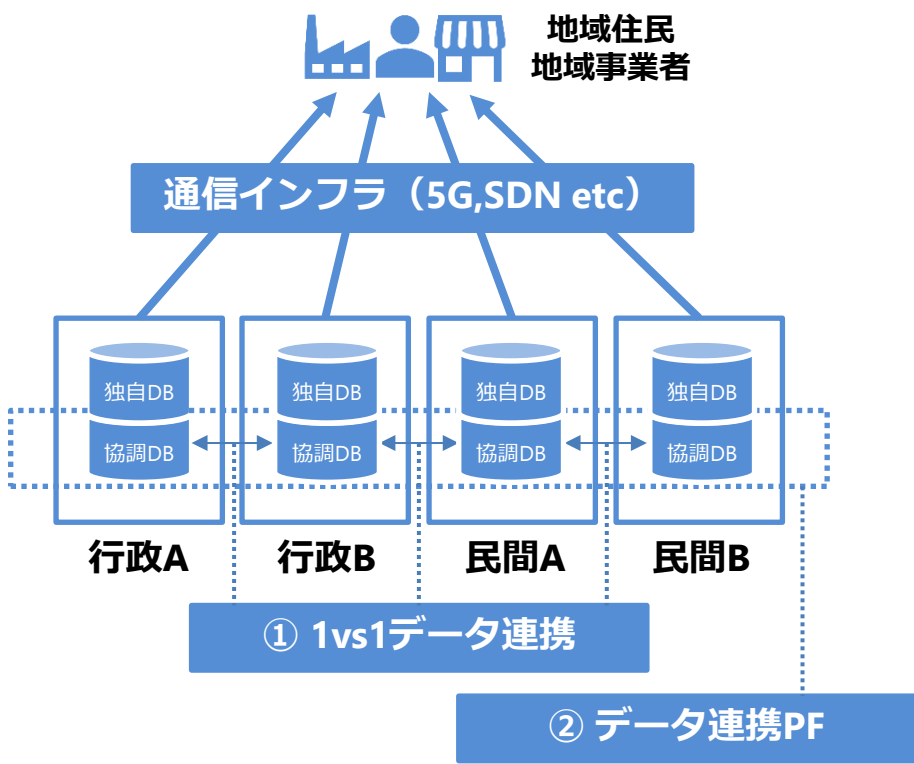 地域住民
地域事業者
通信インフラ（5G,SDN etc）
独自DB
独自DB
独自DB
独自DB
協調DB
協調DB
協調DB
協調DB
行政A
行政B
民間A
民間B
① 1vs1データ連携
② データ連携PF